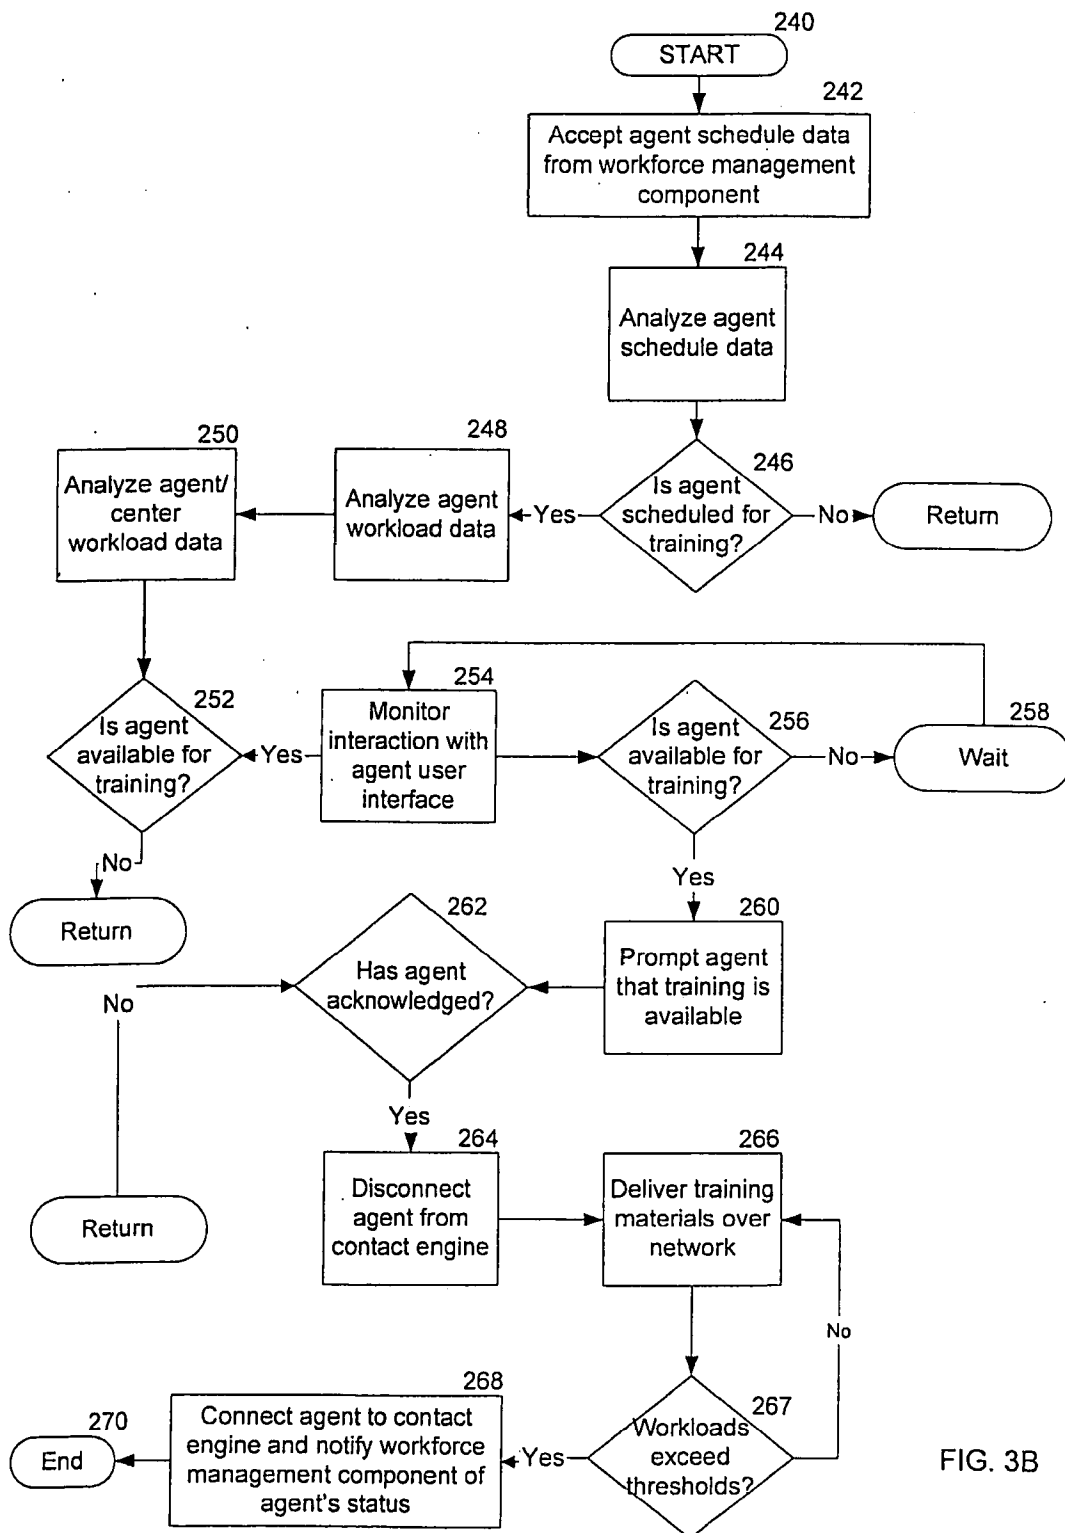 240
START
242
Accept agent schedule data
from workforce management
component
244
Analyze agent
schedule data
250
Analyze agent/
center
workload data
248
Analyze agent
workload data
Yes
246
Is agent
scheduled for
training?
No
Return
252
Is agent
available for
training?
Yes
254
Monitor
interaction with
agent user
interface
256
Is agent
available for
training?
No
258
Wait
No
Return
Yes
262
Has agent
acknowledged?
260
Prompt agent
that training is
available
No
Return
Yes
264
Disconnect
agent from
contact engine
266
Deliver training
materials over
network
No
267
Workloads
exceed
thresholds?
Yes
268
Connect agent to contact
engine and notify workforce
management component of
agent's status
270
End
FIG. 3B